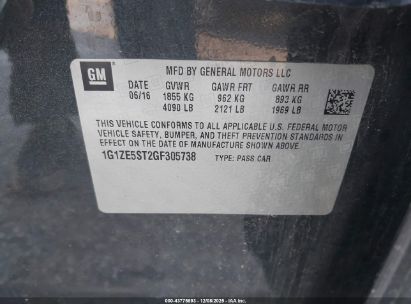 GM
MFD BY GENERAL MOTORS LLC
DATE GVWR GAWR FRT GAWR RR
06/16 1855 KG 962 KG 893 KG
4090 LB 2121 LB 1969 LB
THIS VEHICLE CONFORMS TO ALL APPLICABLE U.S. FEDERAL MOTOR
VEHICLE SAFETY, BUMPER, AND THEFT PREVENTION STANDARDS
IN EFFECT ON THE DATE OF MANUFACTURE SHOWN ABOVE.
1G1ZE5ST2GF305738 TYPE: PASS CAR